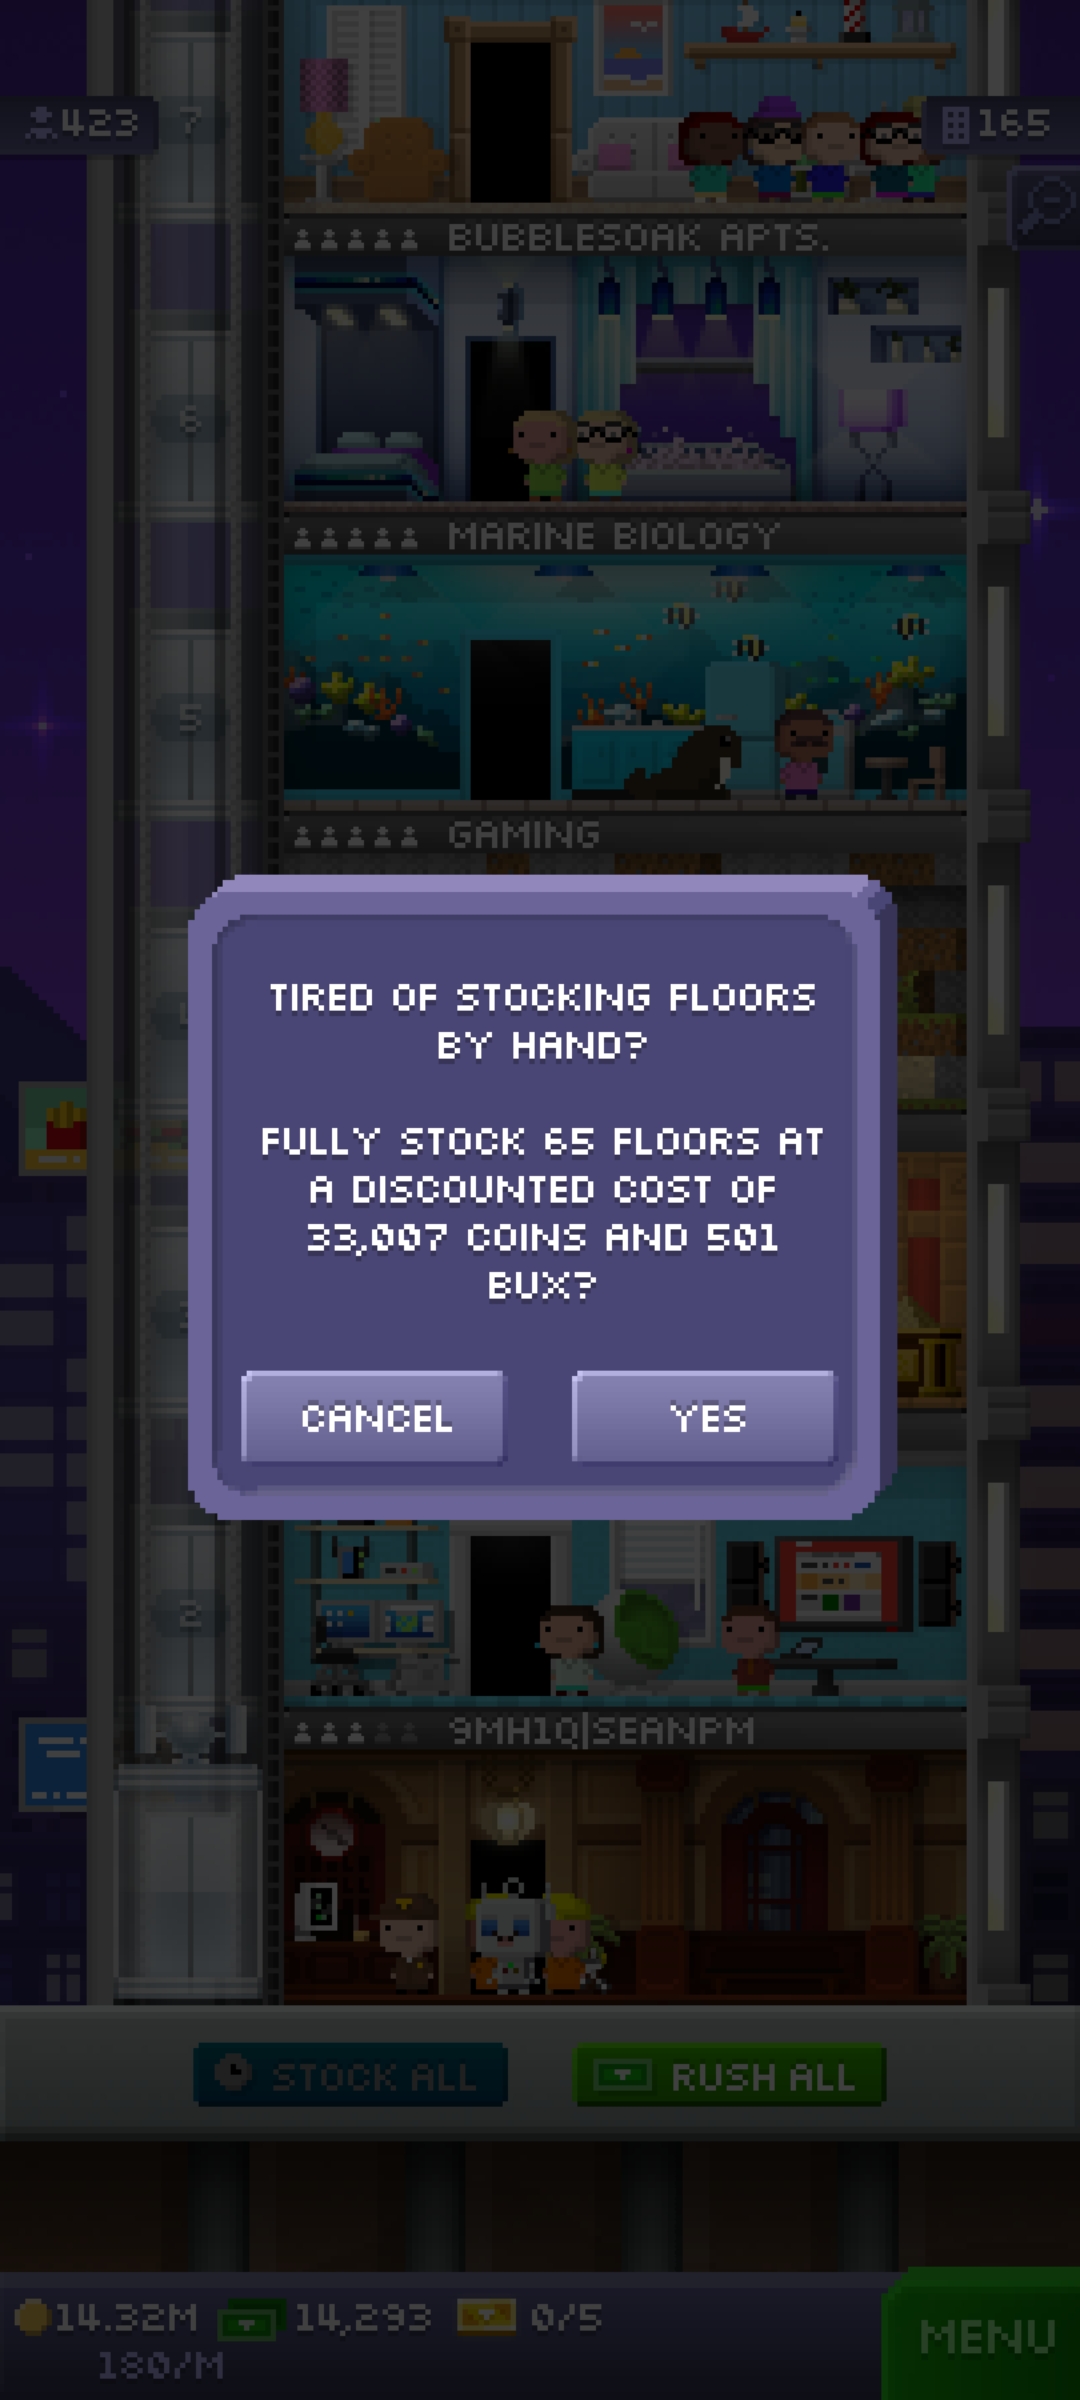 423
7
165
BUBBLESOAK APTS.
6
MARINE BIOLOGY
5
GAMING
TIRED OF STOCKING FLOORS
BY HAND?
FULLY STOCK 65 FLOORS AT
A DISCOUNTED COST OF
33,007 COINS AND 501
BUX?
CANCEL
YES
2
9MH1Q|SEANPM
STOCK ALL
RUSH ALL
14.32M
14,293
0/5
180/M
MENU